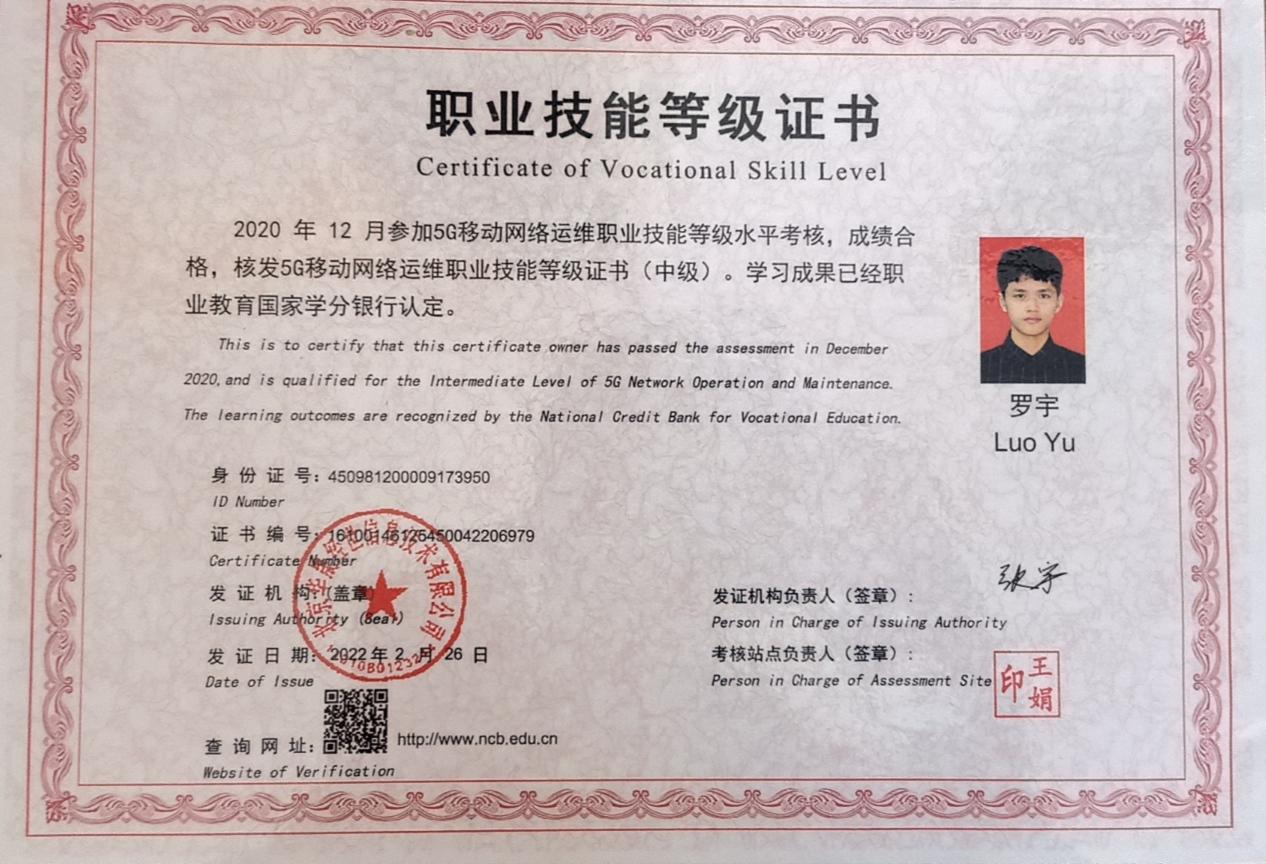 职业技能等级证书
Certificate of Vocational Skill Level
2020 年 12 月参加5G移动网络运维职业技能等级水平考核，成绩合
格，核发5G移动网络运维职业技能等级证书（中级）。学习成果已经职
业教育国家学分银行认定。
This is to certify that this certificate owner has passed the assessment in December
2020, and is qualified for the Intermediate Level of 5G Network Operation and Maintenance.
The learning outcomes are recognized by the National Credit Bank for Vocational Education.
罗宇
Luo Yu
身 份 证 号：450981200009173950
ID Number
证 书 编 号：
Certificate Number
发 证 机 构：（盖章）
Issuing Authority (Seal)
发 证 日 期：2022 年 2 月 26 日
Date of Issue
查 询 网 址：http://www.ncb.edu.cn
Website of Verification
发证机构负责人（签章）：张宇
Person in Charge of Issuing Authority
考核站点负责人（签章）：
Person in Charge of Assessment Site
王娟印